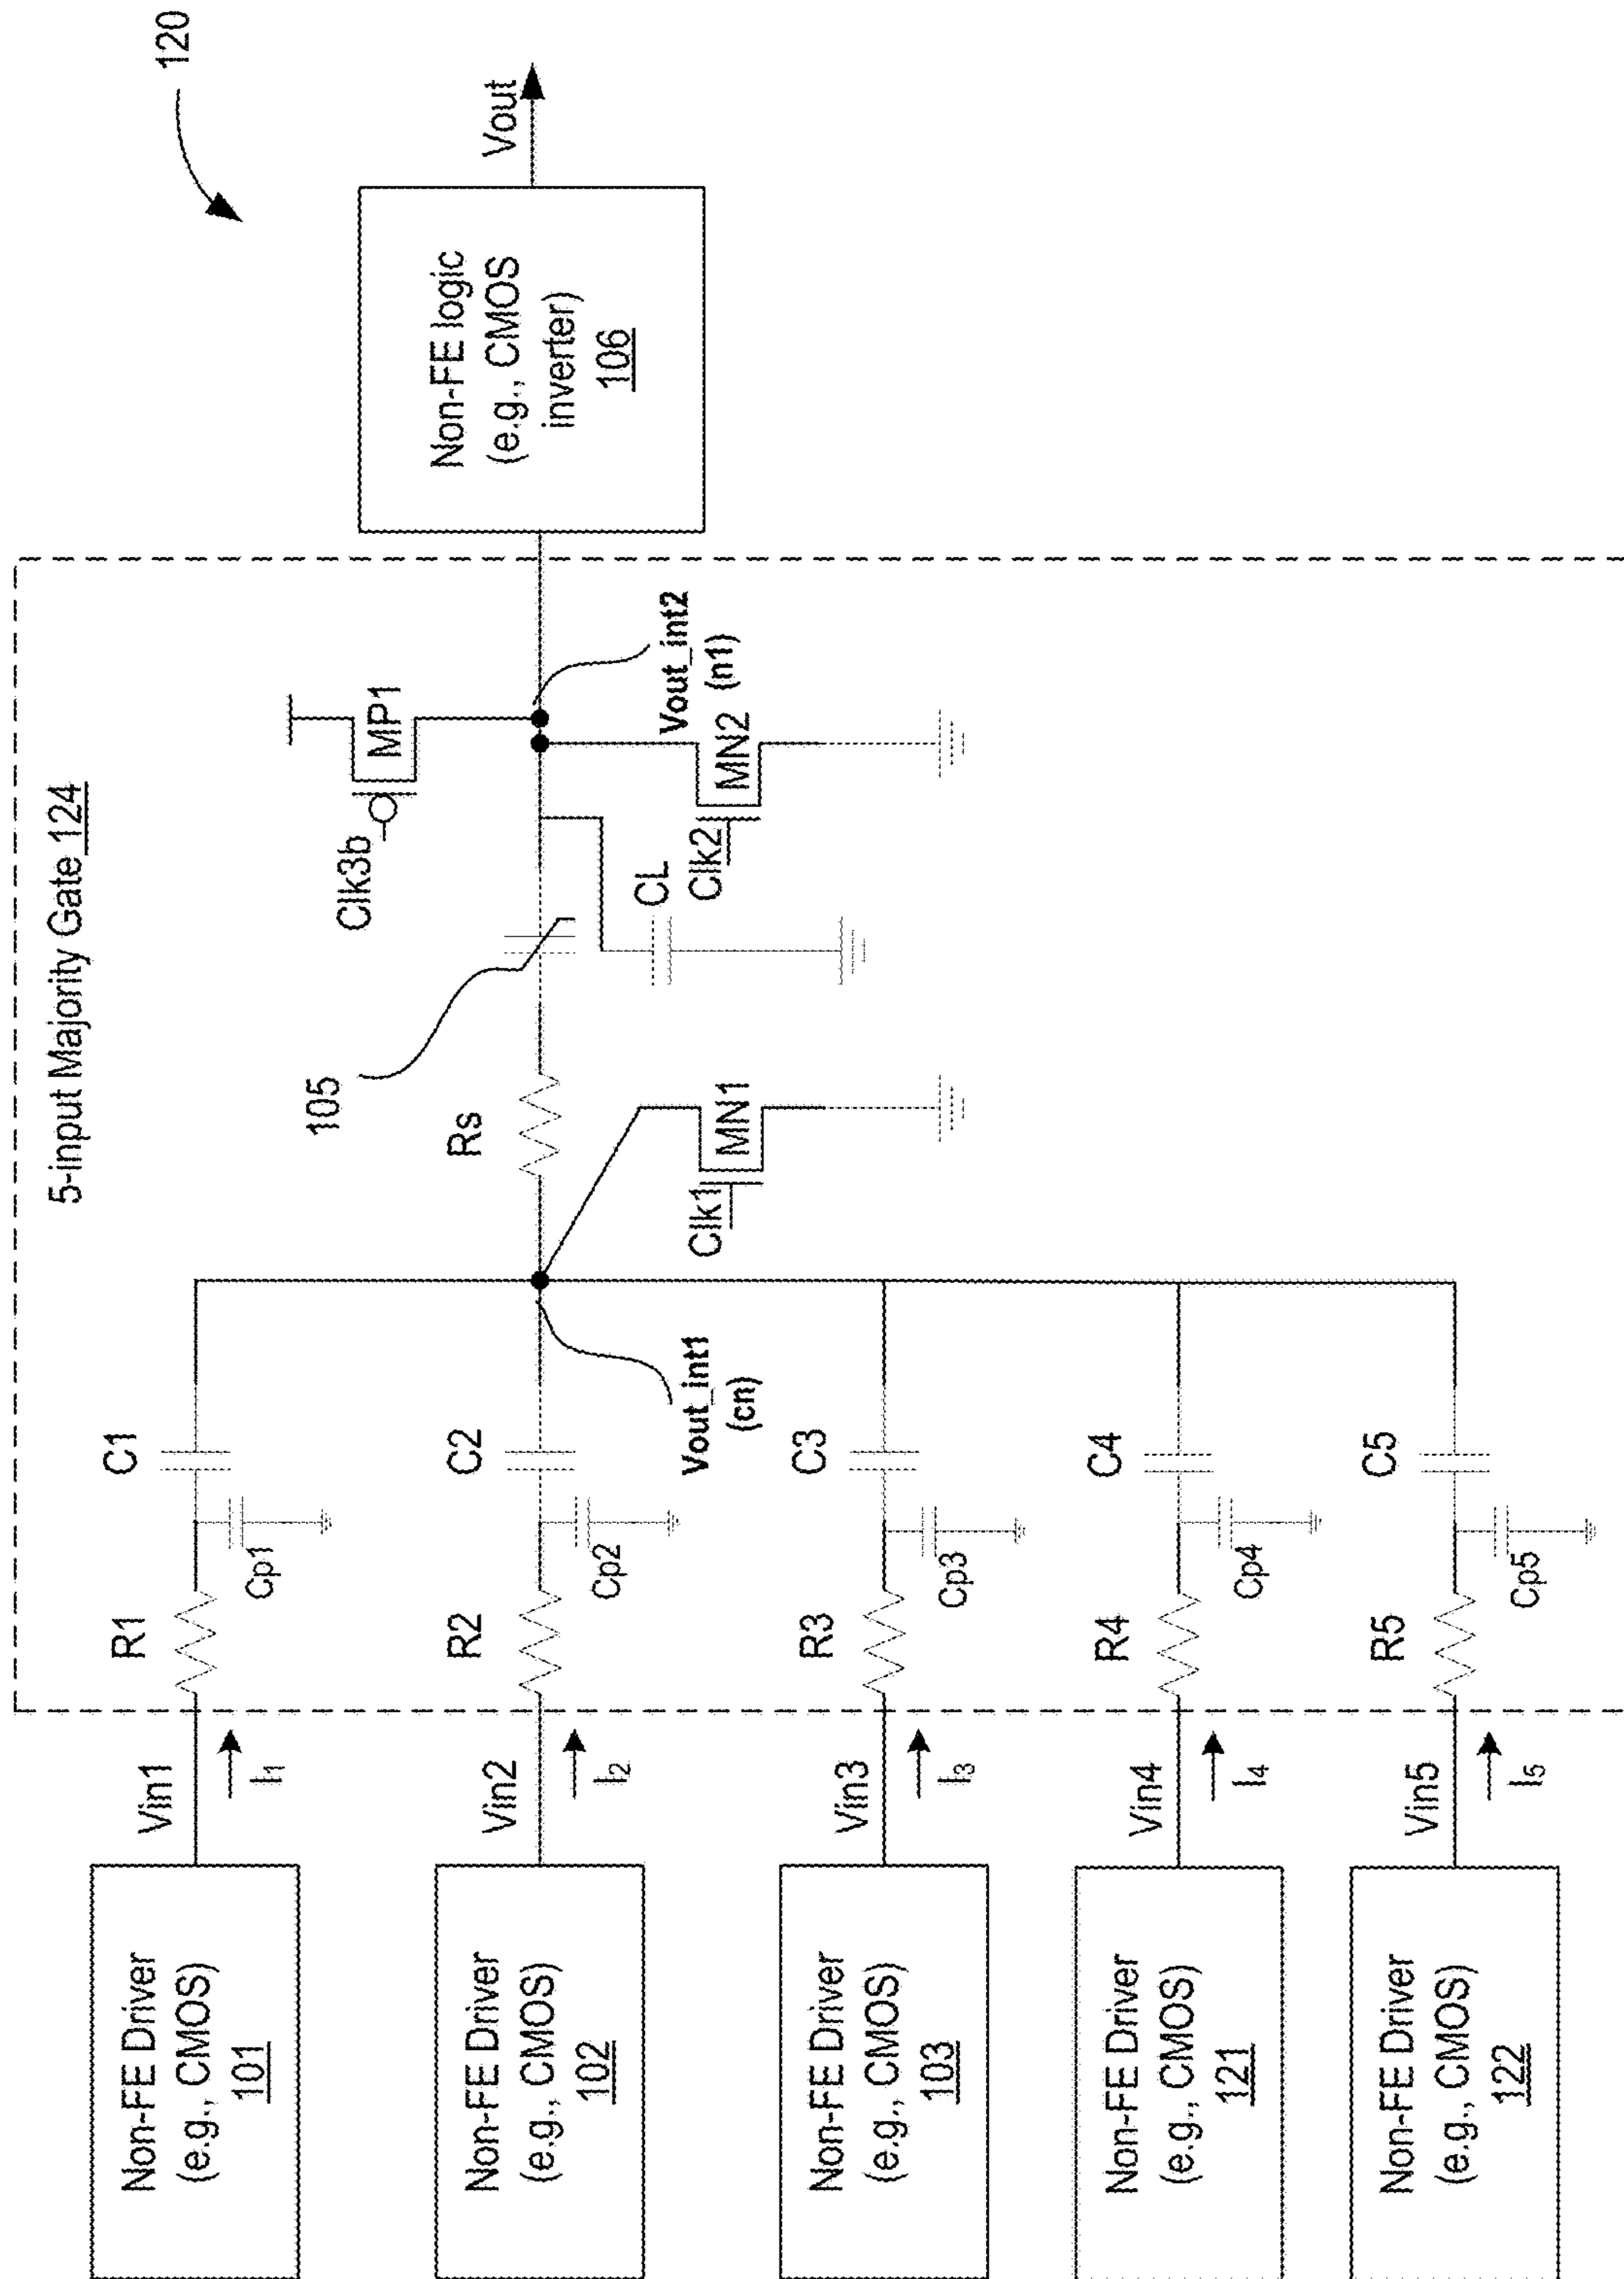 120
5-input Majority Gate 124
Non-FE Driver
(e.g., CMOS)
101
Vin1
I1
R1
Cp1
C1
Clk3b
MP1
Non-FE logic
(e.g., CMOS
inverter)
106
Vout
105
Non-FE Driver
(e.g., CMOS)
102
Vin2
I2
R2
Cp2
C2
Rs
Vout_int1
(cn)
Clk1
MN1
CL
Clk2
MN2
Vout_int2
(n1)
Non-FE Driver
(e.g., CMOS)
103
Vin3
I3
R3
Cp3
C3
Non-FE Driver
(e.g., CMOS)
121
Vin4
I4
R4
Cp4
C4
Non-FE Driver
(e.g., CMOS)
122
Vin5
I5
R5
Cp5
C5